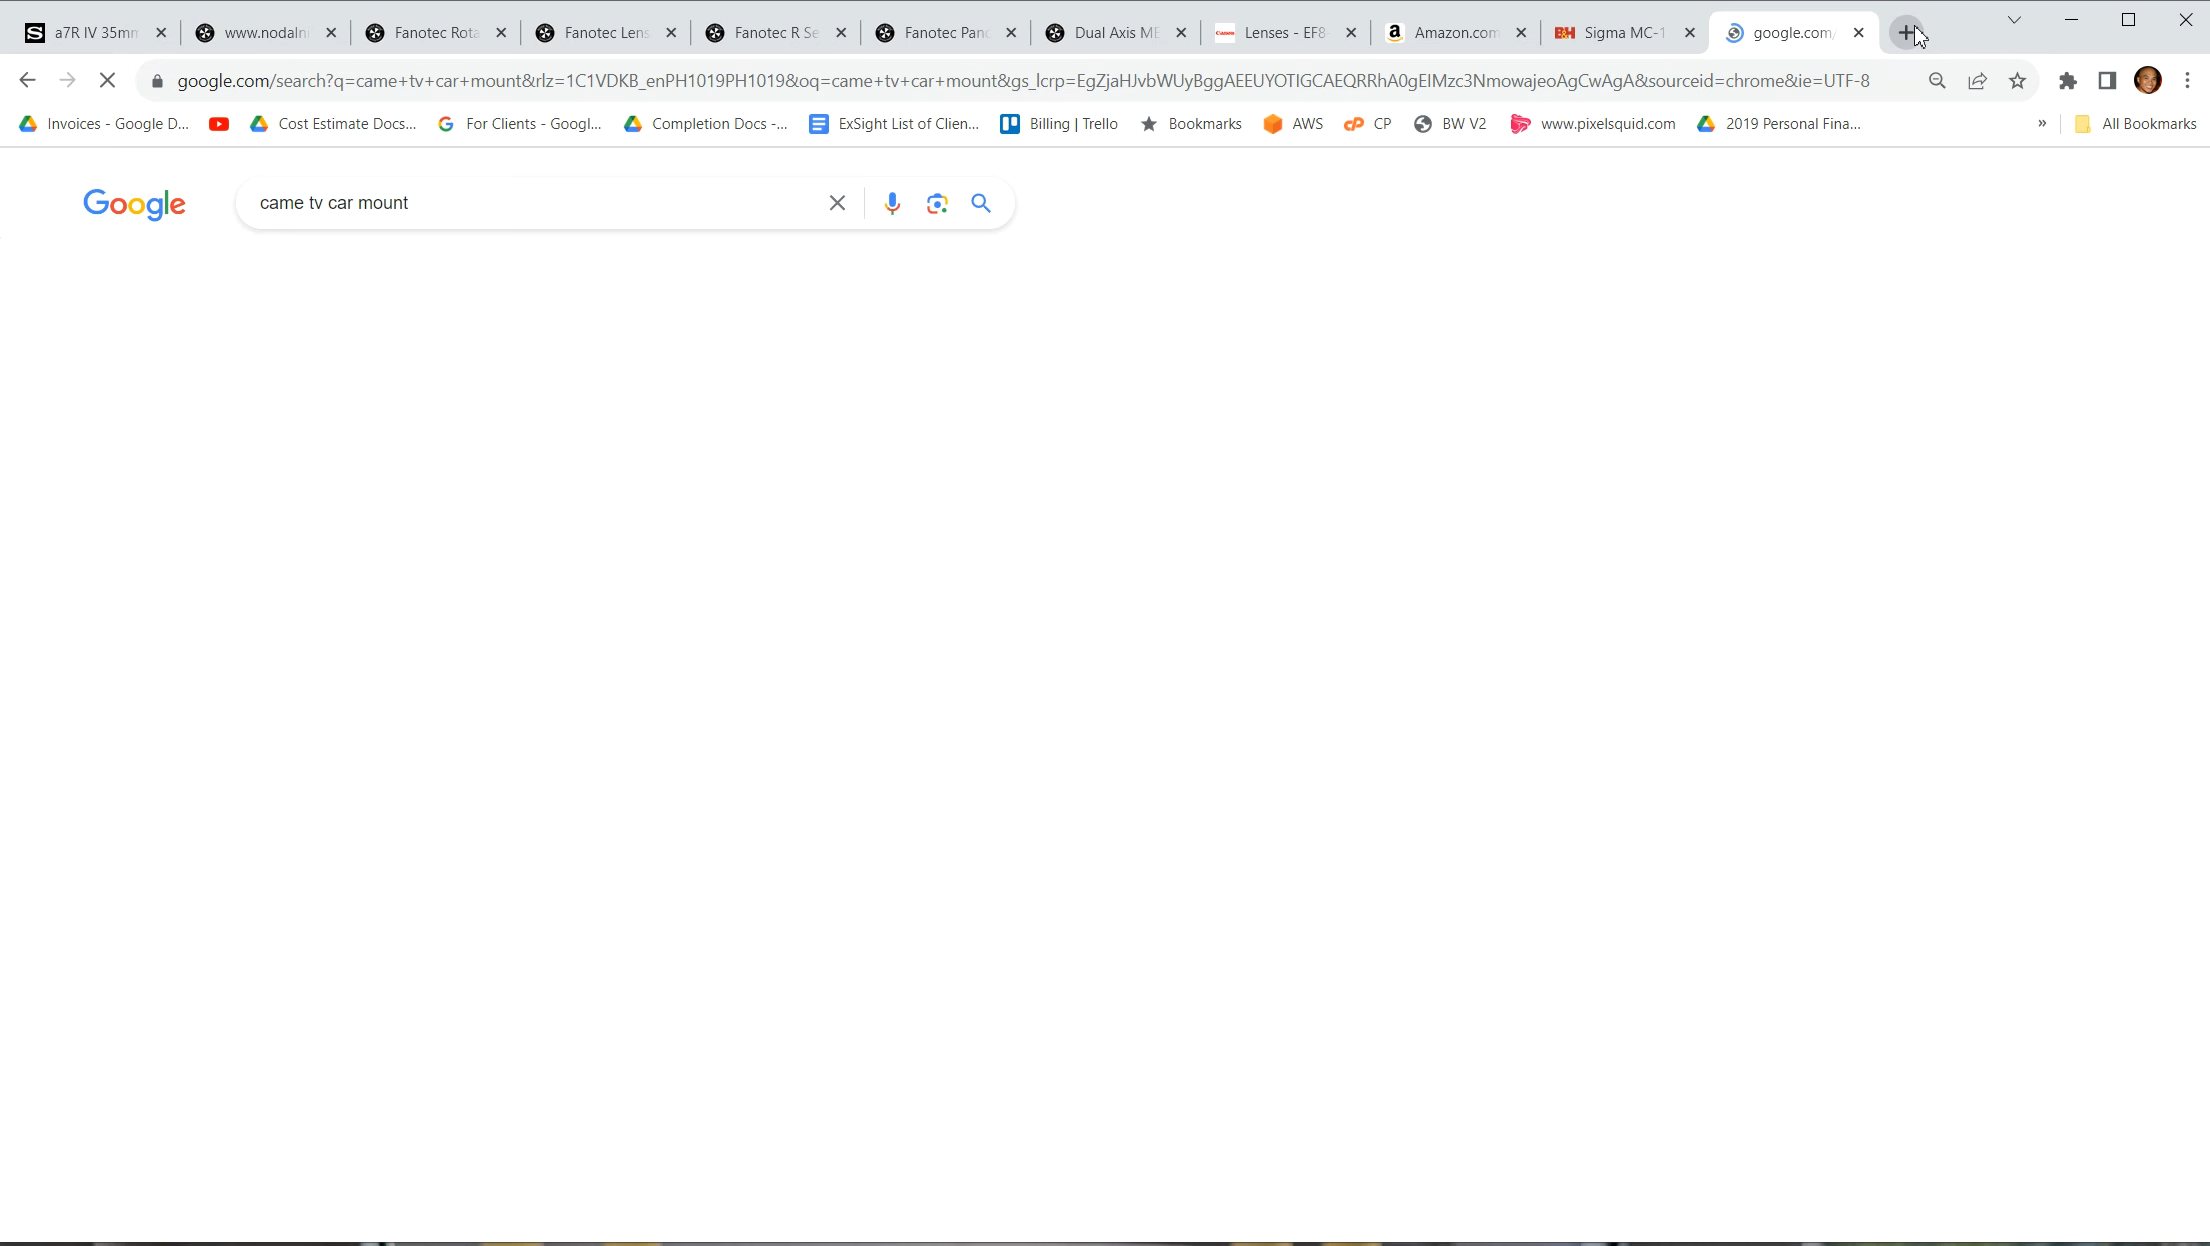 a7R IV 35mm
www.nodaln
Fanotec Rota
Fanotec Lens
Fanotec R Se
Fanotec Pano
Dual Axis ME
Canon
Lenses - EF8-
Amazon.com
B&H
Sigma MC-1
google.com/
google.com/search?q=came+tv+car+mount&rlz=1C1VDKB_enPH1019PH1019&oq=came+tv+car+mount&gs_lcrp=EgZjaHJvbWUyBggAEEUYOTIGCAEQRRhA0gEIMzc3NmowajeoAgCwAgA&sourceid=chrome&ie=UTF-8
Invoices - Google D...
Cost Estimate Docs...
For Clients - Googl...
Completion Docs -...
ExSight List of Clien...
Billing | Trello
Bookmarks
AWS
CP
BW V2
www.pixelsquid.com
2019 Personal Fina...
»
All Bookmarks
Google
came tv car mount